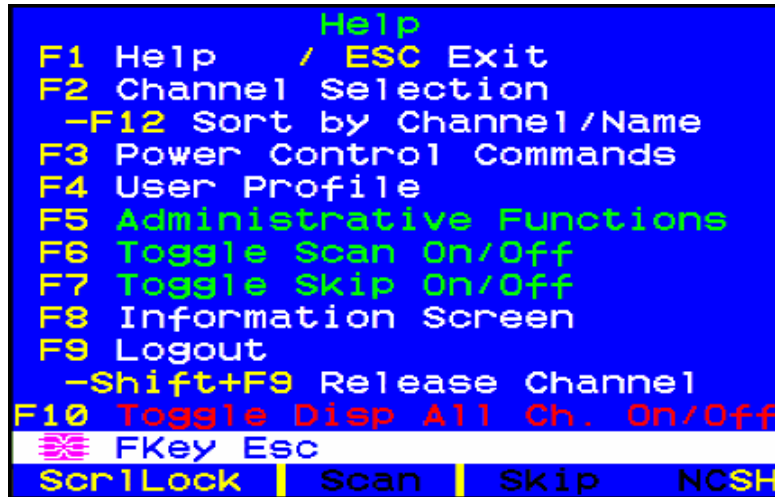 Help
F1 Help / ESC Exit
F2 Channel Selection
-F12 Sort by Channel/Name
F3 Power Control Commands
F4 User Profile
F5 Administrative Functions
F6 Toggle Scan On/Off
F7 Toggle Skip On/Off
F8 Information Screen
F9 Logout
-Shift+F9 Release Channel
F10 Toggle Disp All Ch. On/Off
FKey Esc
ScrlLock Scan Skip NCSH